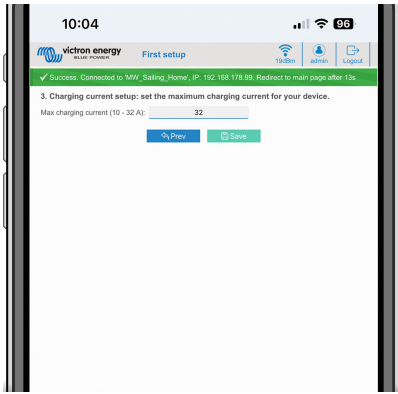 10:04
96
victron energy
BLUE POWER
First setup
19dBm
admin
Logout
Success. Connected to 'MW_Sailing_Home', IP: 192.168.178.99, Redirect to main page after 13s
3. Charging current setup: set the maximum charging current for your device.
Max charging current (10 - 32 A):
32
Prev
Save